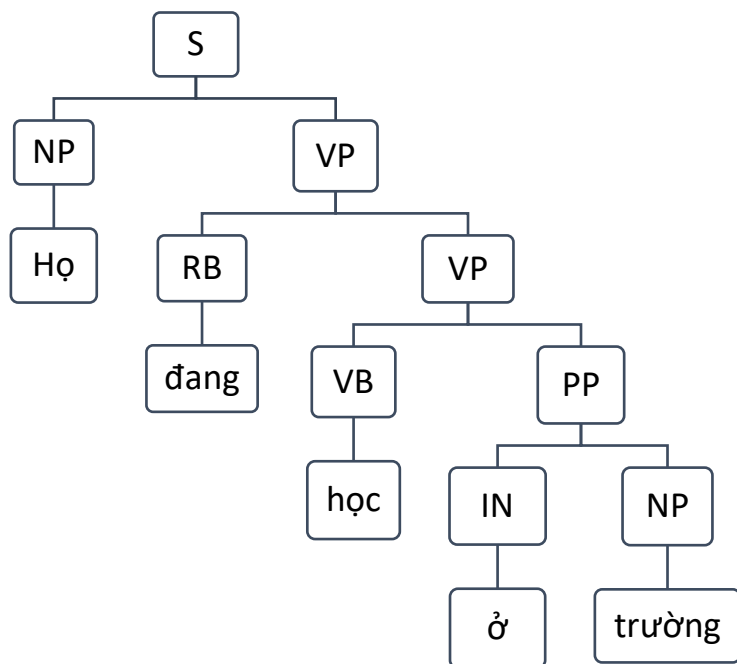 S
NP VP
Họ RB VP
đang VB PP
học IN NP
ở trường